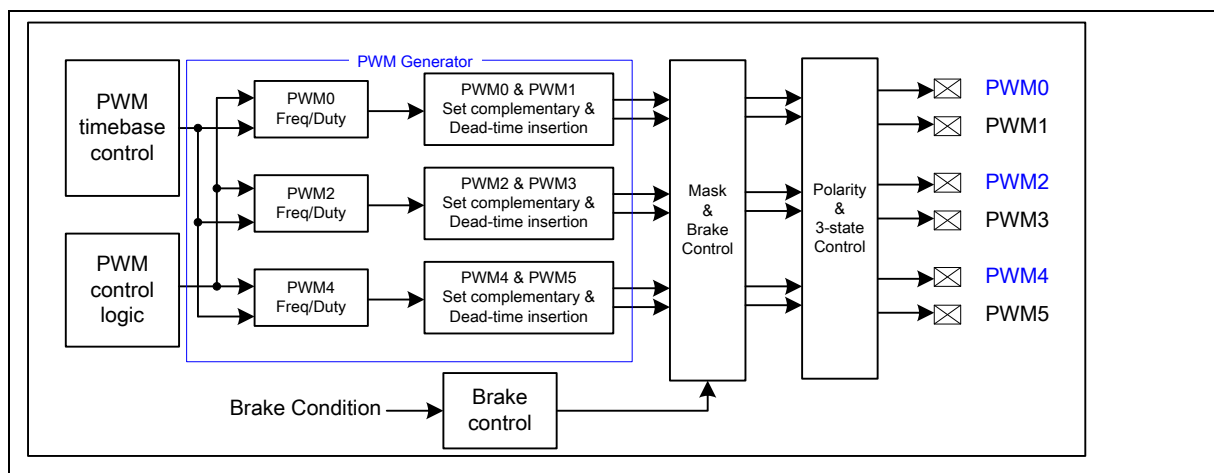 PWM Generator
PWM
timebase
control
PWM0
Freq/Duty
PWM0 & PWM1
Set complementary &
Dead-time insertion
PWM2
Freq/Duty
PWM2 & PWM3
Set complementary &
Dead-time insertion
PWM
control
logic
PWM4
Freq/Duty
PWM4 & PWM5
Set complementary &
Dead-time insertion
Mask
&
Brake
Control
Polarity
&
3-state
Control
PWM0
PWM1
PWM2
PWM3
PWM4
PWM5
Brake Condition
Brake
control